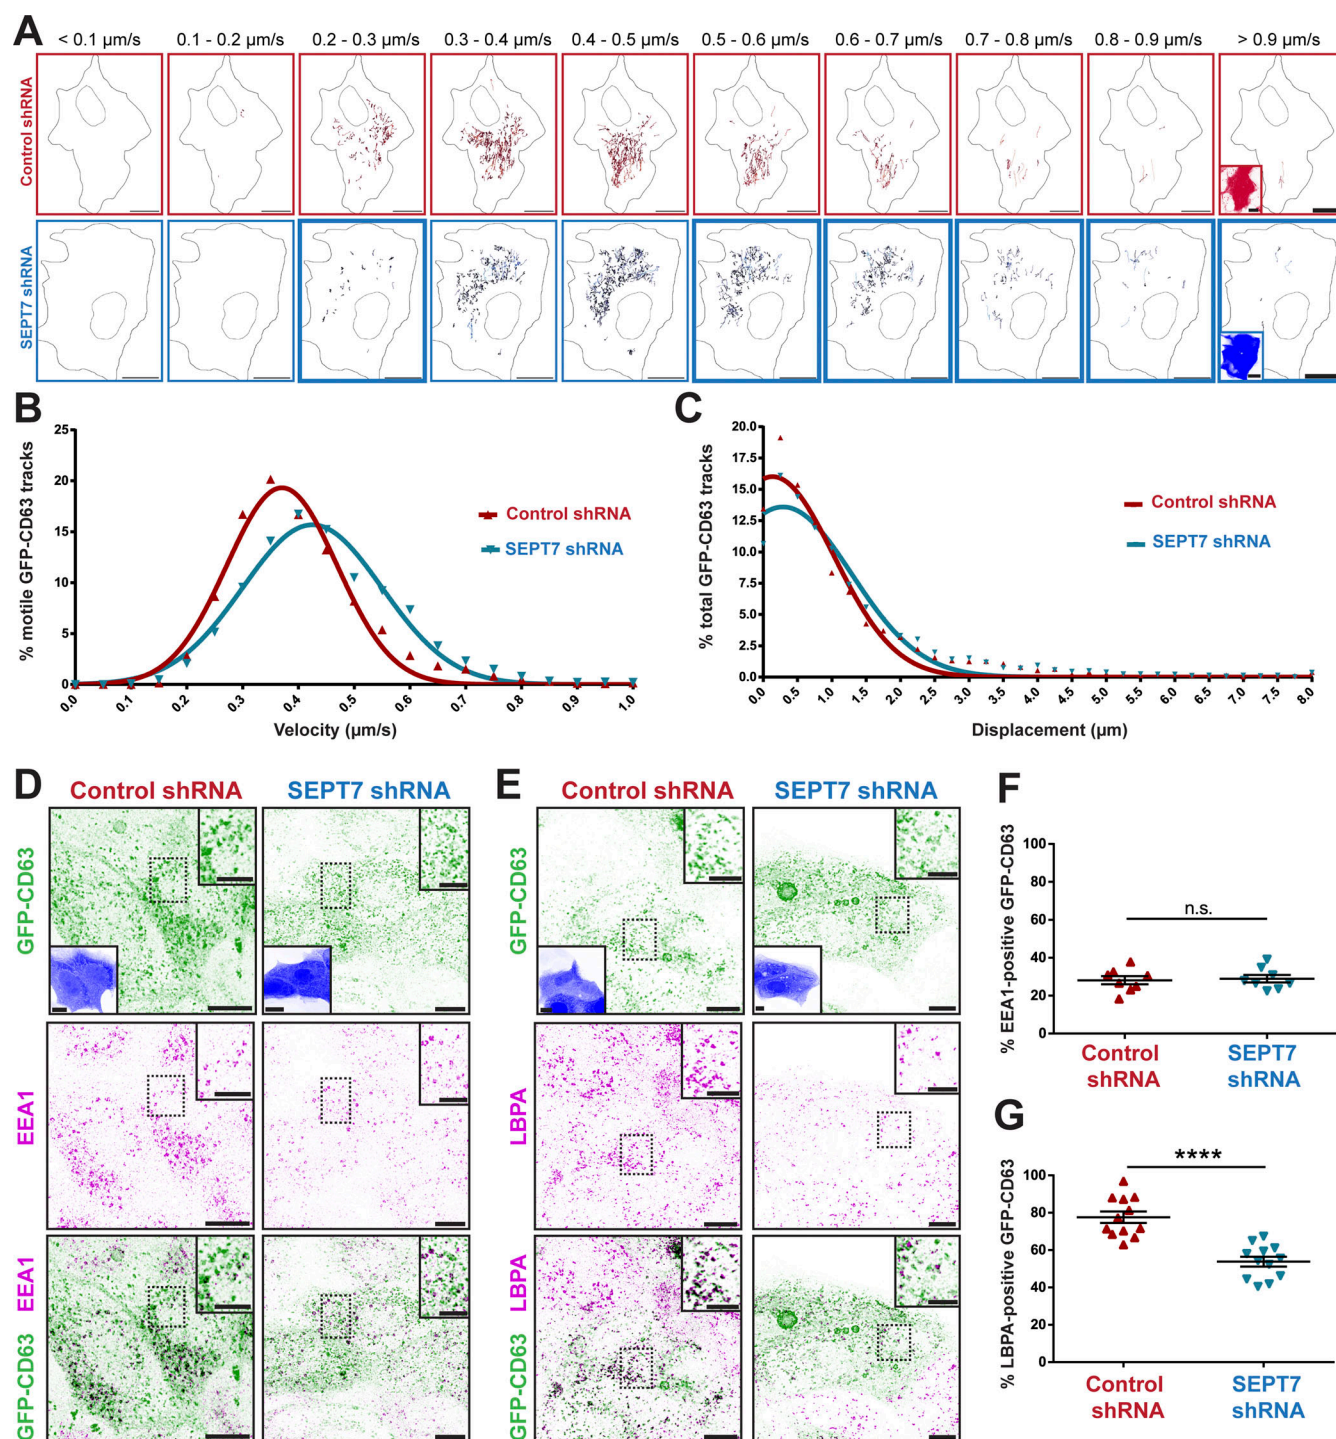 A
< 0.1 µm/s 0.1 - 0.2 µm/s 0.2 - 0.3 µm/s 0.3 - 0.4 µm/s 0.4 - 0.5 µm/s 0.5 - 0.6 µm/s 0.6 - 0.7 µm/s 0.7 - 0.8 µm/s 0.8 - 0.9 µm/s > 0.9 µm/s
Control shRNA
SEPT7 shRNA
B
% motile GFP-CD63 tracks
25
20
15
10
5
0
0.0 0.1 0.2 0.3 0.4 0.5 0.6 0.7 0.8 0.9 1.0
Velocity (µm/s)
Control shRNA
SEPT7 shRNA
C
% total GFP-CD63 tracks
20.0
17.5
15.0
12.5
10.0
7.5
5.0
2.5
0.0
0.0 0.5 1.0 1.5 2.0 2.5 3.0 3.5 4.0 4.5 5.0 5.5 6.0 6.5 7.0 7.5 8.0
Displacement (µm)
Control shRNA
SEPT7 shRNA
D
Control shRNA SEPT7 shRNA
GFP-CD63
EEA1
EEA1
GFP-CD63
E
Control shRNA SEPT7 shRNA
GFP-CD63
LBPA
LBPA
GFP-CD63
F
% EEA1-positive GFP-CD63
100
80
60
40
20
0
n.s.
Control SEPT7
shRNA shRNA
G
% LBPA-positive GFP-CD63
100
80
60
40
20
0
****
Control SEPT7
shRNA shRNA